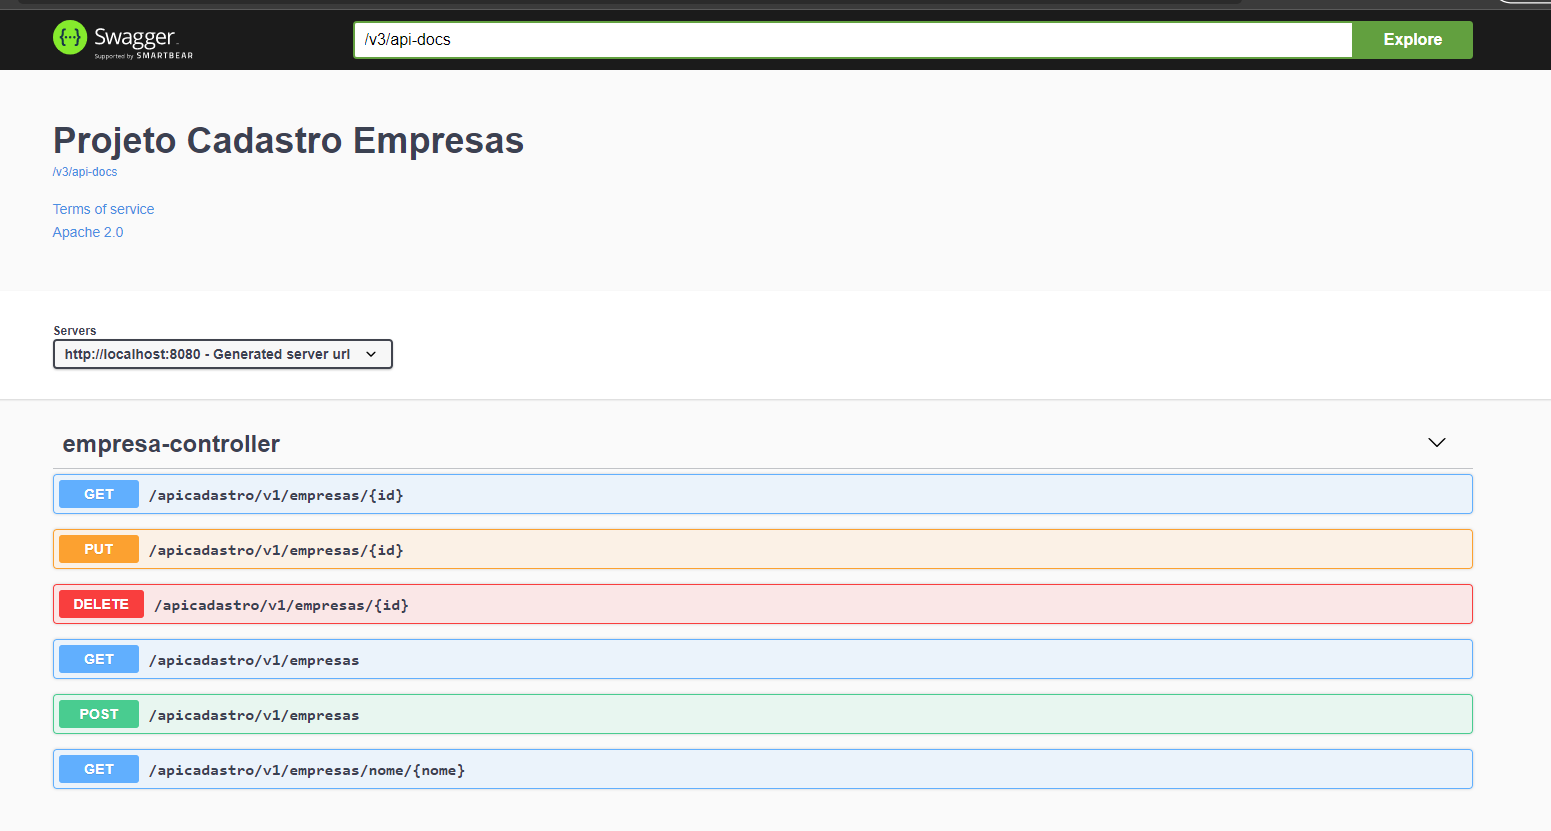 Swagger
Supported by SMARTBEAR
/v3/api-docs
Explore
Projeto Cadastro Empresas
/v3/api-docs
Terms of service
Apache 2.0
Servers
http://localhost:8080 - Generated server url
empresa-controller
GET /apicadastro/v1/empresas/{id}
PUT /apicadastro/v1/empresas/{id}
DELETE /apicadastro/v1/empresas/{id}
GET /apicadastro/v1/empresas
POST /apicadastro/v1/empresas
GET /apicadastro/v1/empresas/nome/{nome}